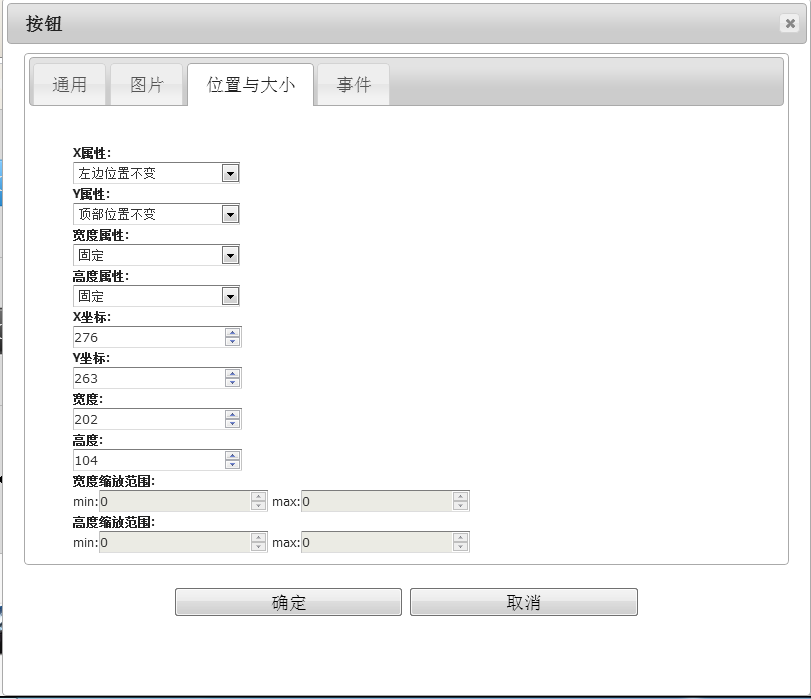 按钮
通用 图片 位置与大小 事件
X属性:
左边位置不变
Y属性:
顶部位置不变
宽度属性:
固定
高度属性:
固定
X坐标:
276
Y坐标:
263
宽度:
202
高度:
104
宽度缩放范围:
min:0 max:0
高度缩放范围:
min:0 max:0
确定 取消